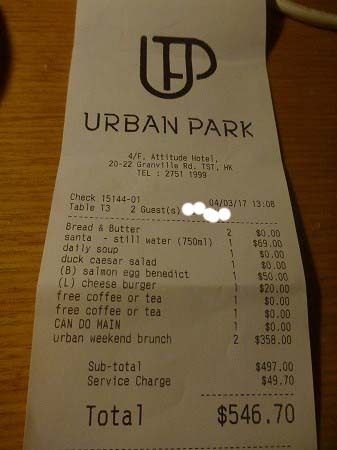 UP
URBAN PARK
4/F. Attitude Hotel,
20-22 Granville Rd, TST, HK
TEL : 2751 1999
Check 15144-01 04/03/17 13:08
Table T3 2 Guest(s)
Bread & Butter 2 $0.00
santa - still water (750ml) 1 $69.00
daily soup 1 $0.00
duck caesar salad 1 $0.00
(B) salmon egg benedict 1 $50.00
(L) cheese burger 1 $20.00
free coffee or tea 1 $0.00
free coffee or tea 1 $0.00
CAN DO MAIN 1 $0.00
urban weekend brunch 2 $358.00
Sub-total $497.00
Service Charge $49.70
Total $546.70